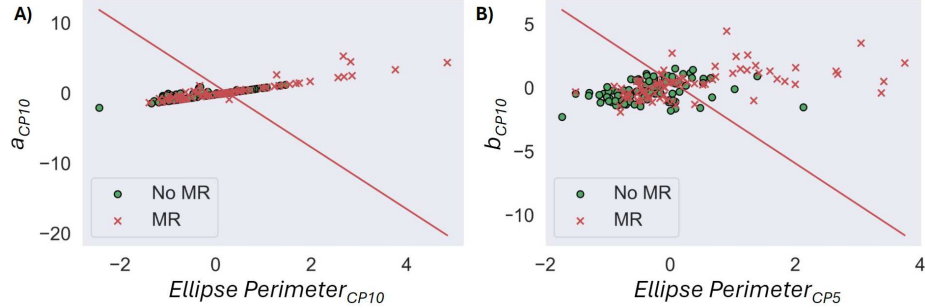 A)
10
0
−10
−20
a_CP10
No MR
MR
−2 0 2 4
Ellipse Perimeter_CP10
B)
5
0
−5
−10
b_CP10
No MR
MR
−2 0 2 4
Ellipse Perimeter_CP5